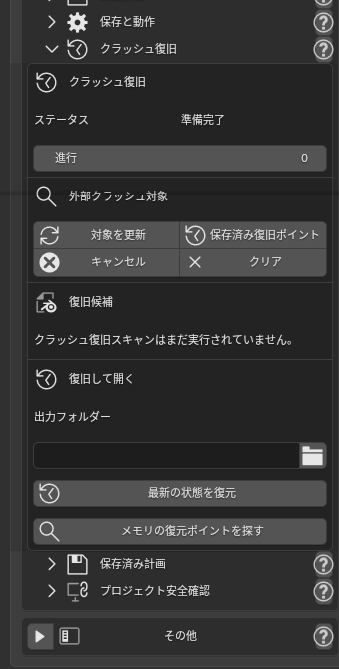 保存と動作
クラッシュ復旧
クラッシュ復旧
ステータス 準備完了
進行 0
外部クラッシュ対象
対象を更新 保存済み復旧ポイント
キャンセル クリア
復旧候補
クラッシュ復旧スキャンはまだ実行されていません。
復旧して開く
出力フォルダー
最新の状態を復元
メモリの復元ポイントを探す
保存済み計画
プロジェクト安全確認
その他